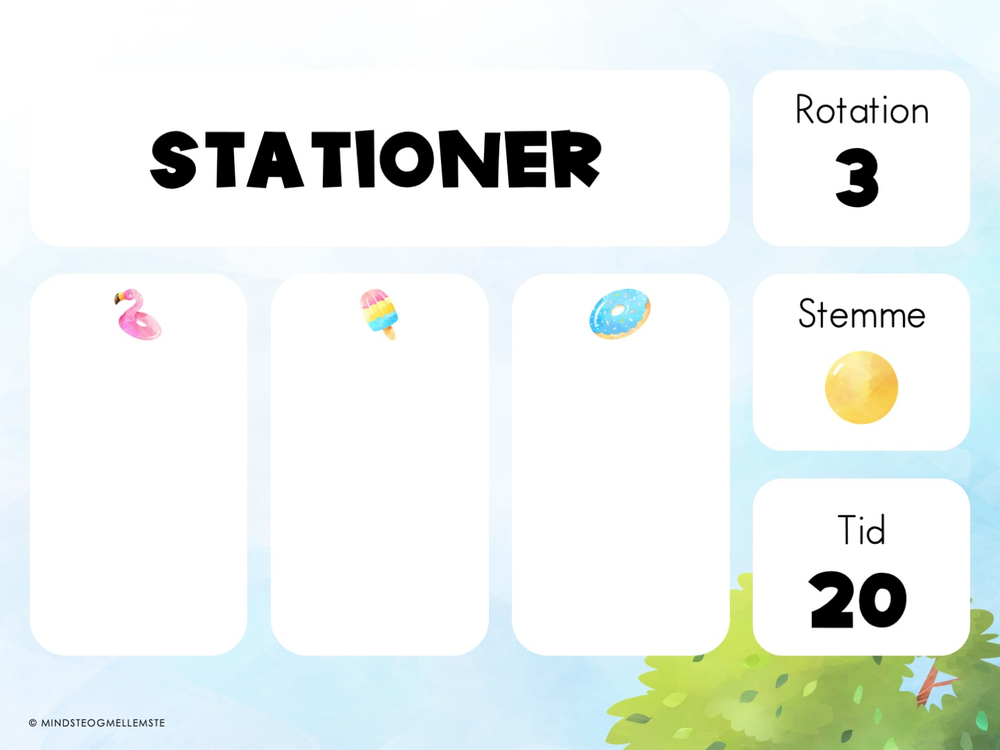 STATIONER
Rotation
3
Stemme
Tid
20
© MINDSTEOGMELLEMSTE